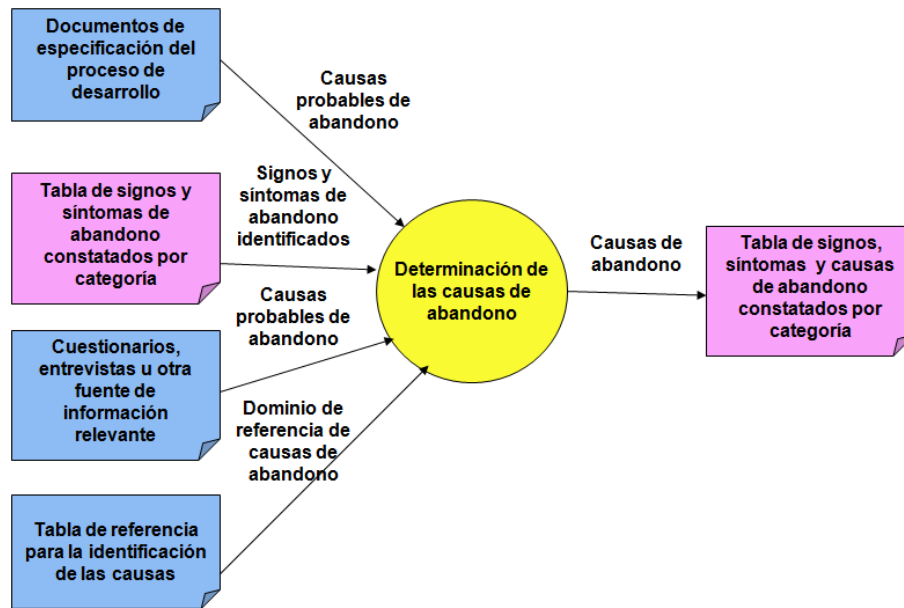 Documentos de
especificación del
proceso de
desarrollo
Causas
probables de
abandono
Tabla de signos y
síntomas de
abandono
constatados por
categoría
Signos y
síntomas de
abandono
identificados
Determinación de
las causas de
abandono
Causas de
abandono
Tabla de signos,
síntomas y causas
de abandono
constatados por
categoría
Causas
probables de
abandono
Cuestionarios,
entrevistas u otra
fuente de
información
relevante
Dominio de
referencia de
causas de
abandono
Tabla de referencia
para la identificación
de las causas